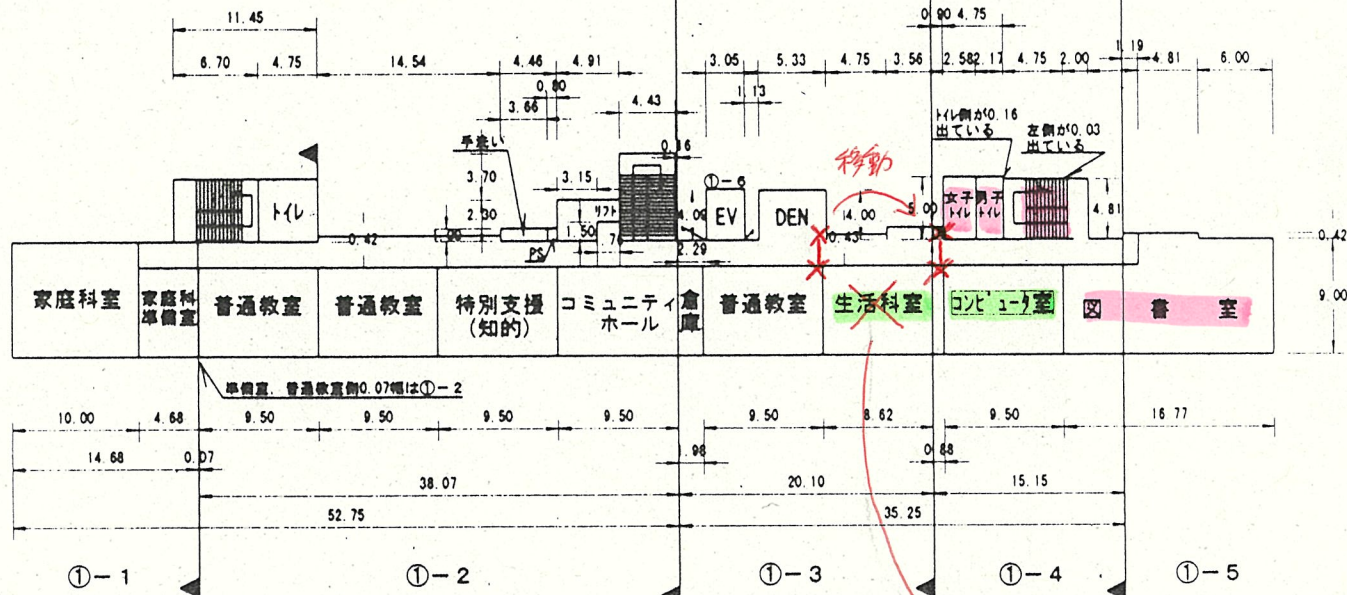 11.45
0.90 4.75
6.70 4.75 14.54 4.46 4.91 3.05 5.33 4.75 3.56 2.58 2.17 4.75 2.00 1.19 4.81 6.00
0.80
1.13
3.66
4.43
トイレ側が0.16
出ている
左側が0.03
出ている
手洗い
0.16
移動
3.70
3.15
①-6
トイレ
2.30
リフト
4.09
EV
DEN
4.00
5.00
女子
トイレ
男子
トイレ
4.81
0.42
1.50
.70
PS
2.29
0.43
0.42
家庭科室
家庭科
準備室
普通教室
普通教室
特別支援
(知的)
コミュニティ
ホール
倉庫
普通教室
生活科室
コンピュータ室
図書室
9.00
準備室、普通教室側0.07幅は①-2
10.00 4.68 9.50 9.50 9.50 9.50 9.50 8.62 9.50 16.77
14.68 0.07 1.98 0.88
38.07 20.10 15.15
52.75 35.25
①-1 ①-2 ①-3 ①-4 ①-5